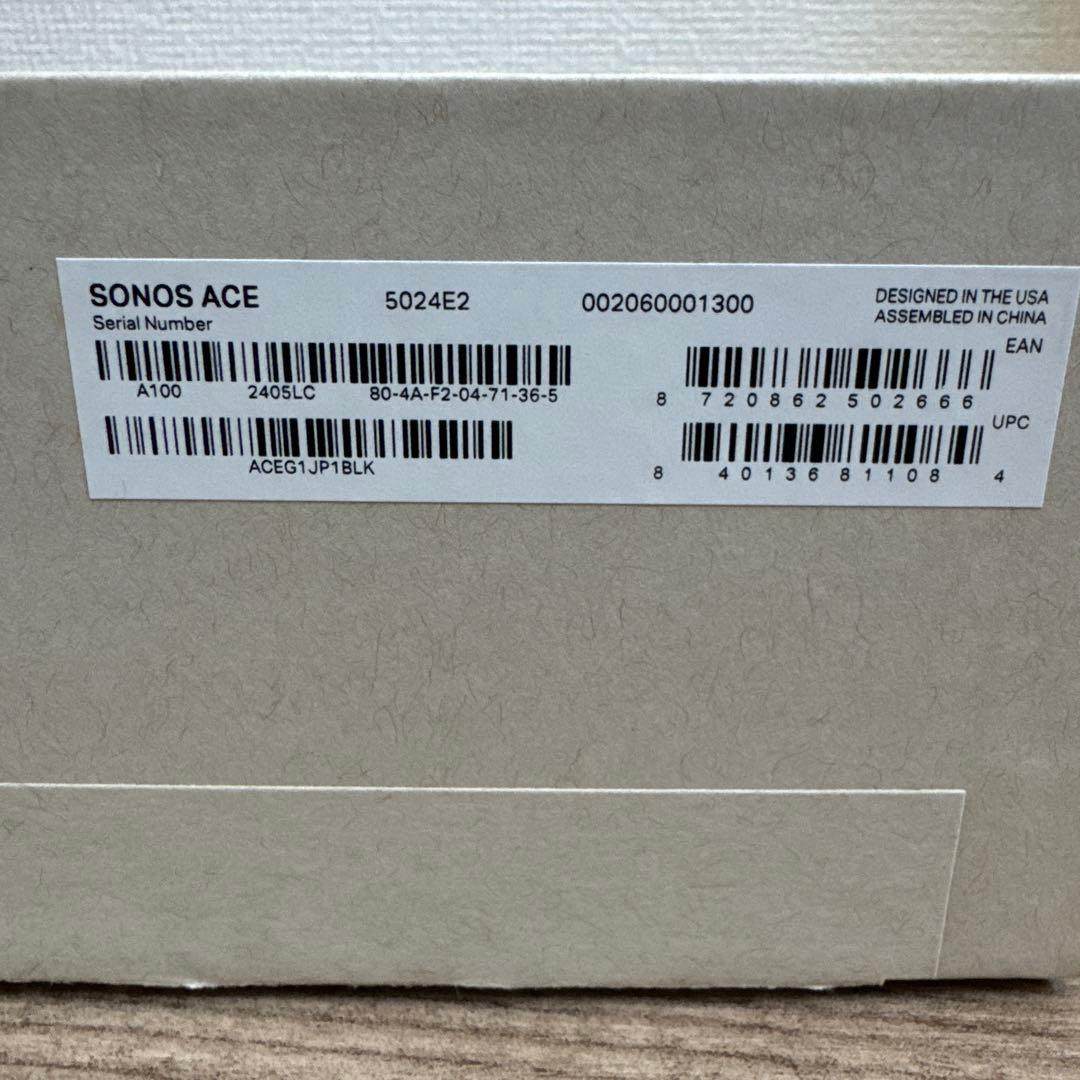 SONOS ACE 5024E2 002060001300 DESIGNED IN THE USA
Serial Number ASSEMBLED IN CHINA
EAN
A100 2405LC 80-4A-F2-04-71-36-5
8 720862 502666
UPC
ACEG1JP1BLK
8 40136 81108 4